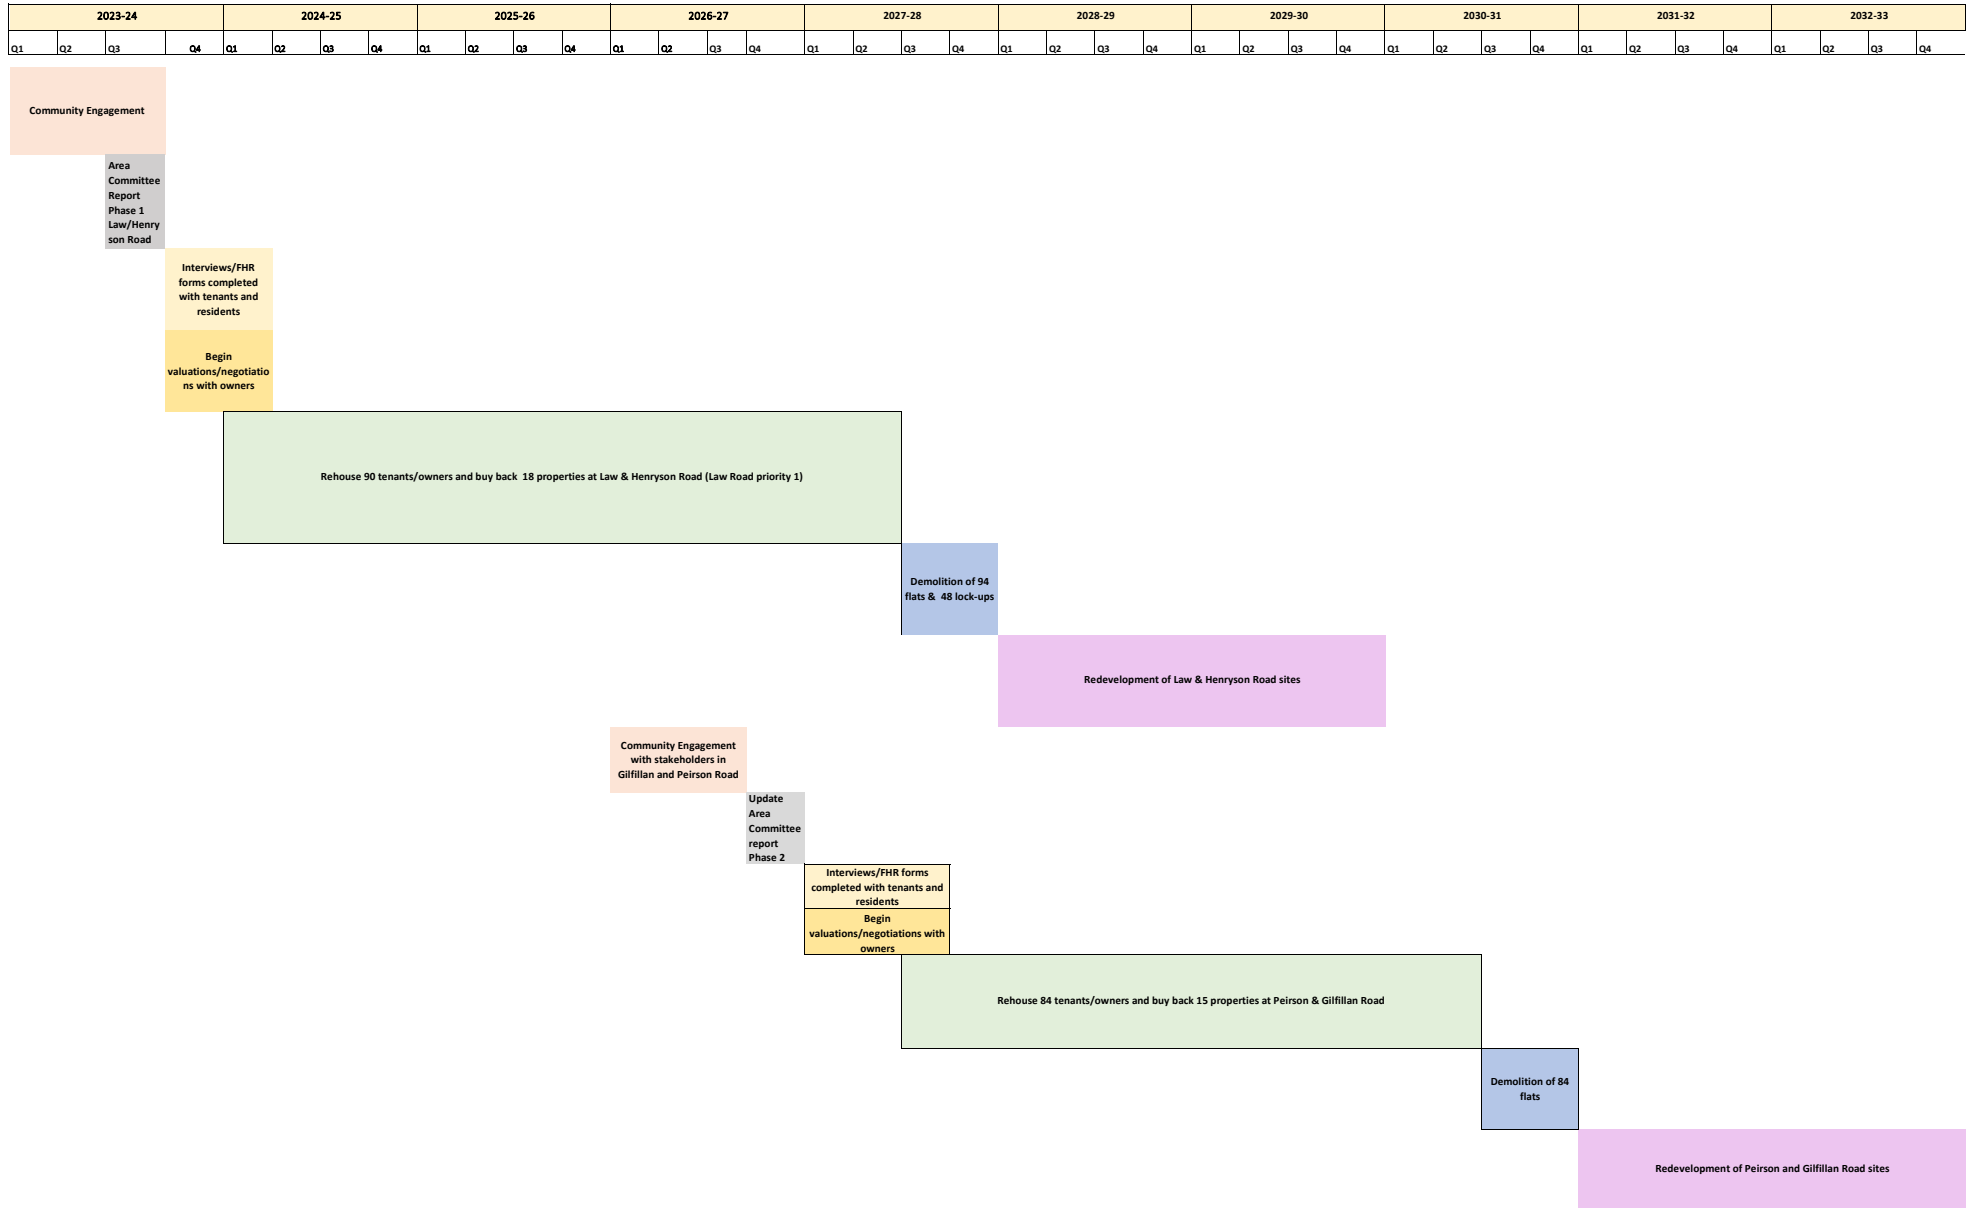 2023-24 2024-25 2025-26 2026-27 2027-28 2028-29 2029-30 2030-31 2031-32 2032-33
Q1 Q2 Q3 Q4 Q1 Q2 Q3 Q4 Q1 Q2 Q3 Q4 Q1 Q2 Q3 Q4 Q1 Q2 Q3 Q4 Q1 Q2 Q3 Q4 Q1 Q2 Q3 Q4 Q1 Q2 Q3 Q4 Q1 Q2 Q3 Q4 Q1 Q2 Q3 Q4
Community Engagement
Area
Committee
Report
Phase 1
Law/Henry
son Road
Interviews/FHR
forms completed
with tenants and
residents
Begin
valuations/negotiatio
ns with owners
Rehouse 90 tenants/owners and buy back 18 properties at Law & Henryson Road (Law Road priority 1)
Demolition of 94
flats & 48 lock-ups
Redevelopment of Law & Henryson Road sites
Community Engagement
with stakeholders in
Gilfillan and Peirson Road
Update
Area
Committee
report
Phase 2
Interviews/FHR forms
completed with tenants and
residents
Begin
valuations/negotiations with
owners
Rehouse 84 tenants/owners and buy back 15 properties at Peirson & Gilfillan Road
Demolition of 84
flats
Redevelopment of Peirson and Gilfillan Road sites